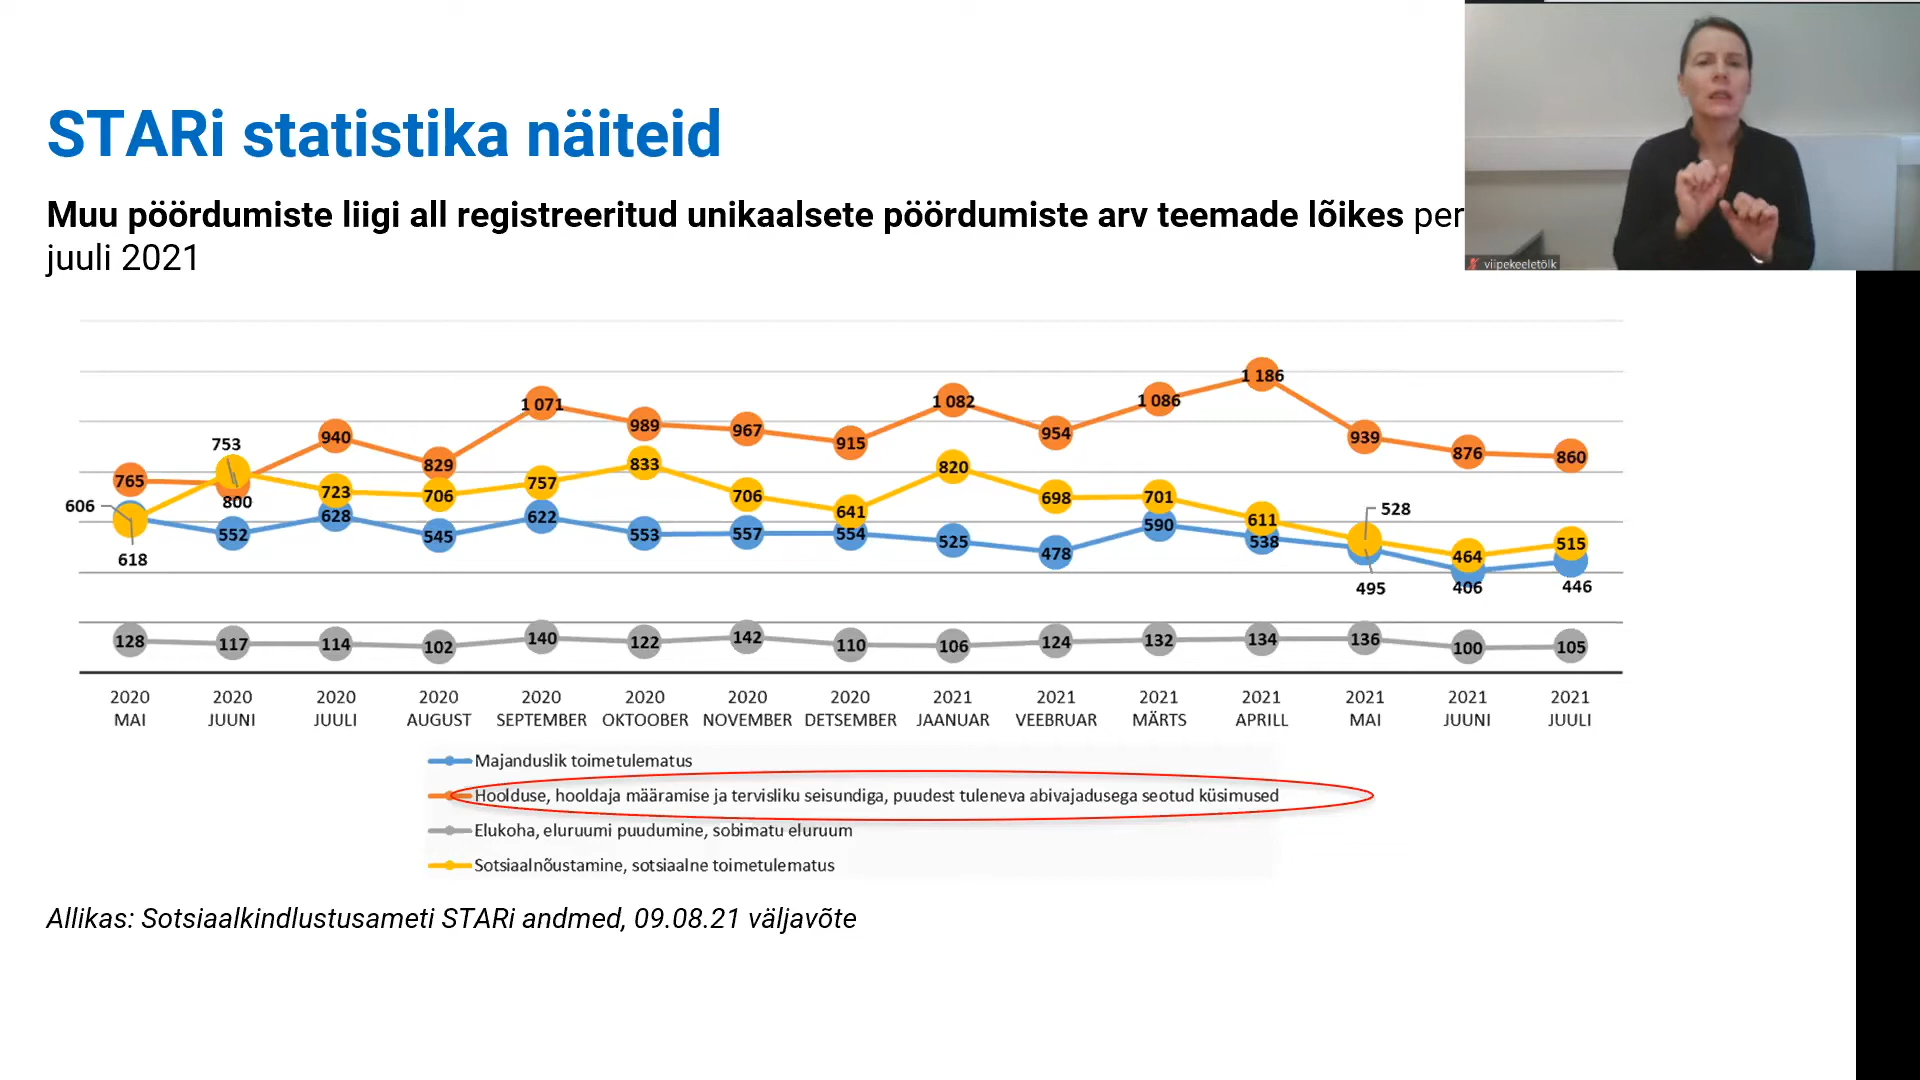 STARi statistika näiteid
Muu pöördumiste liigi all registreeritud unikaalsete pöördumiste arv teemade lõikes per
juuli 2021
viipekeeletõlk
765 753 940 829 1 071 989 967 915 1 082 954 1 086 1 186 939 876 860
606 800 723 706 757 833 706 641 820 698 701 611 528 464 515
618 552 628 545 622 553 557 554 525 478 590 538 495 406 446
128 117 114 102 140 122 142 110 106 124 132 134 136 100 105
2020 2020 2020 2020 2020 2020 2020 2020 2021 2021 2021 2021 2021 2021 2021
MAI JUUNI JUULI AUGUST SEPTEMBER OKTOOBER NOVEMBER DETSEMBER JAANUAR VEEBRUAR MÄRTS APRILL MAI JUUNI JUULI
Majanduslik toimetulematus
Hoolduse, hooldaja määramise ja tervisliku seisundiga, puudest tuleneva abivajadusega seotud küsimused
Elukoha, eluruumi puudumine, sobimatu eluruum
Sotsiaalnõustamine, sotsiaalne toimetulematus
Allikas: Sotsiaalkindlustusameti STARi andmed, 09.08.21 väljavõte